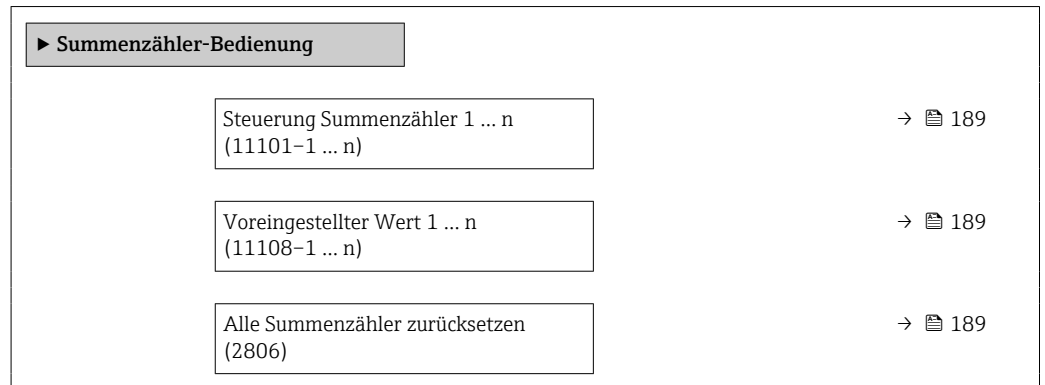 ▶ Summenzähler-Bedienung
Steuerung Summenzähler 1 … n → 189
(11101–1 … n)
Voreingestellter Wert 1 … n → 189
(11108–1 … n)
Alle Summenzähler zurücksetzen → 189
(2806)